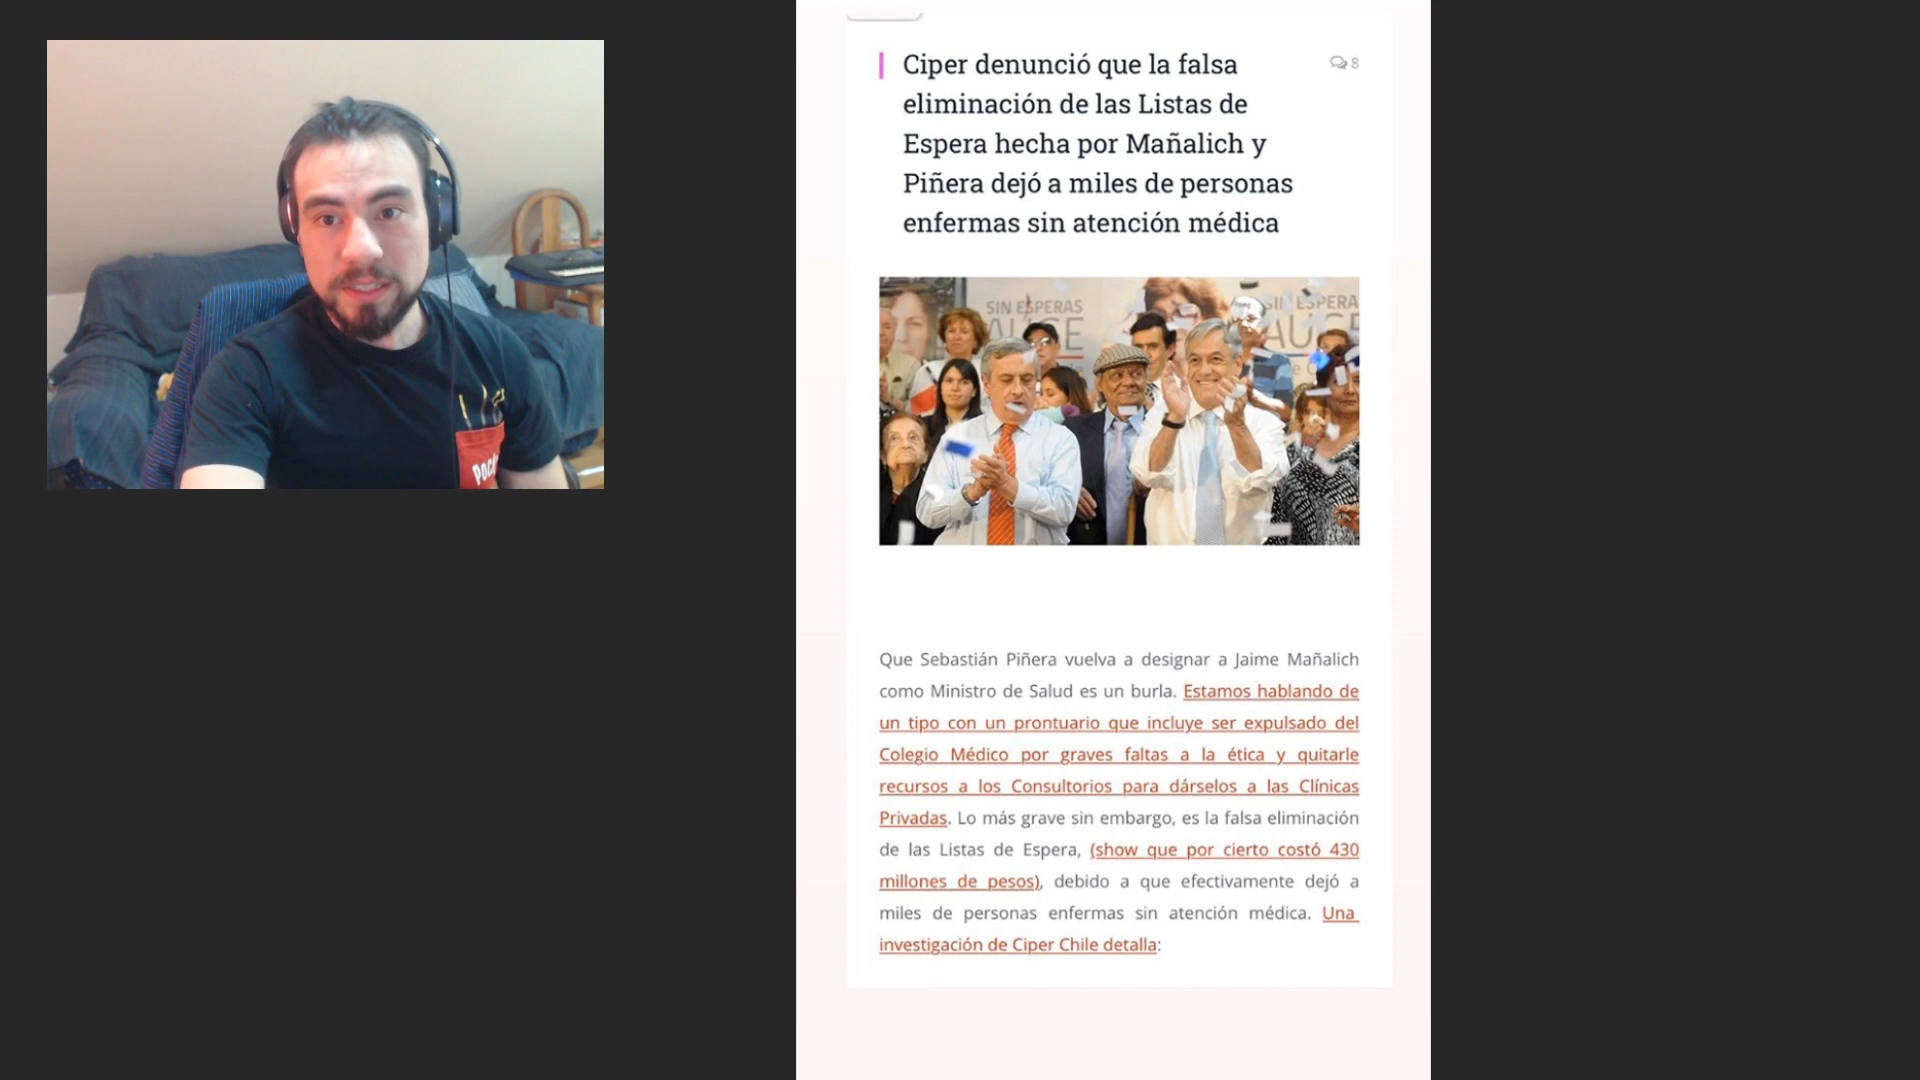 Ciper denunció que la falsa
eliminación de las Listas de
Espera hecha por Mañalich y
Piñera dejó a miles de personas
enfermas sin atención médica
8
SIN ESPERAS
AUGE
SIN ESPERA
AU
Que Sebastián Piñera vuelva a designar a Jaime Mañalich
como Ministro de Salud es un burla. Estamos hablando de
un tipo con un prontuario que incluye ser expulsado del
Colegio Médico por graves faltas a la ética y quitarle
recursos a los Consultorios para dárselos a las Clínicas
Privadas. Lo más grave sin embargo, es la falsa eliminación
de las Listas de Espera, (show que por cierto costó 430
millones de pesos), debido a que efectivamente dejó a
miles de personas enfermas sin atención médica. Una
investigación de Ciper Chile detalla: